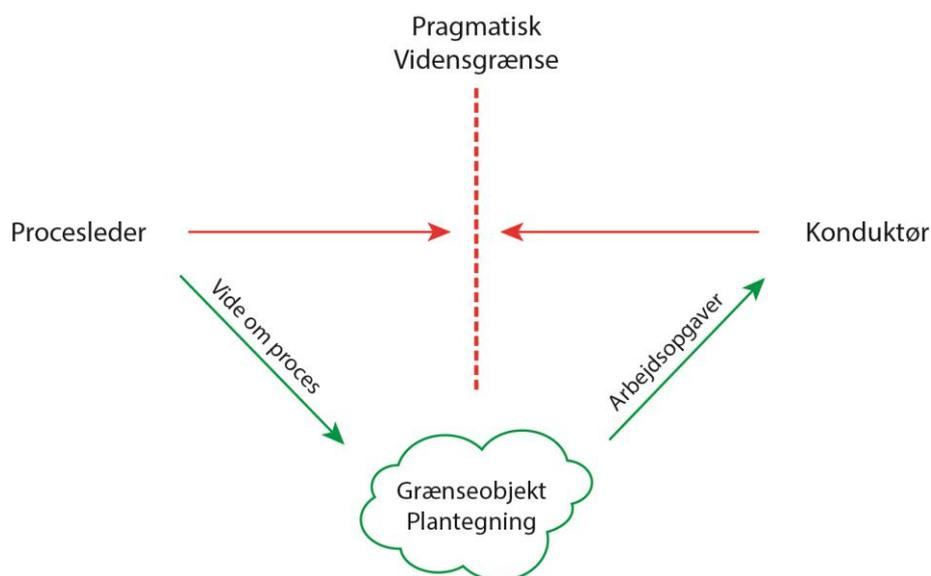 Pragmatisk
Vidensgrænse
Procesleder
Konduktør
Vide om proces
Arbejdsopgaver
Grænseobjekt
Plantegning